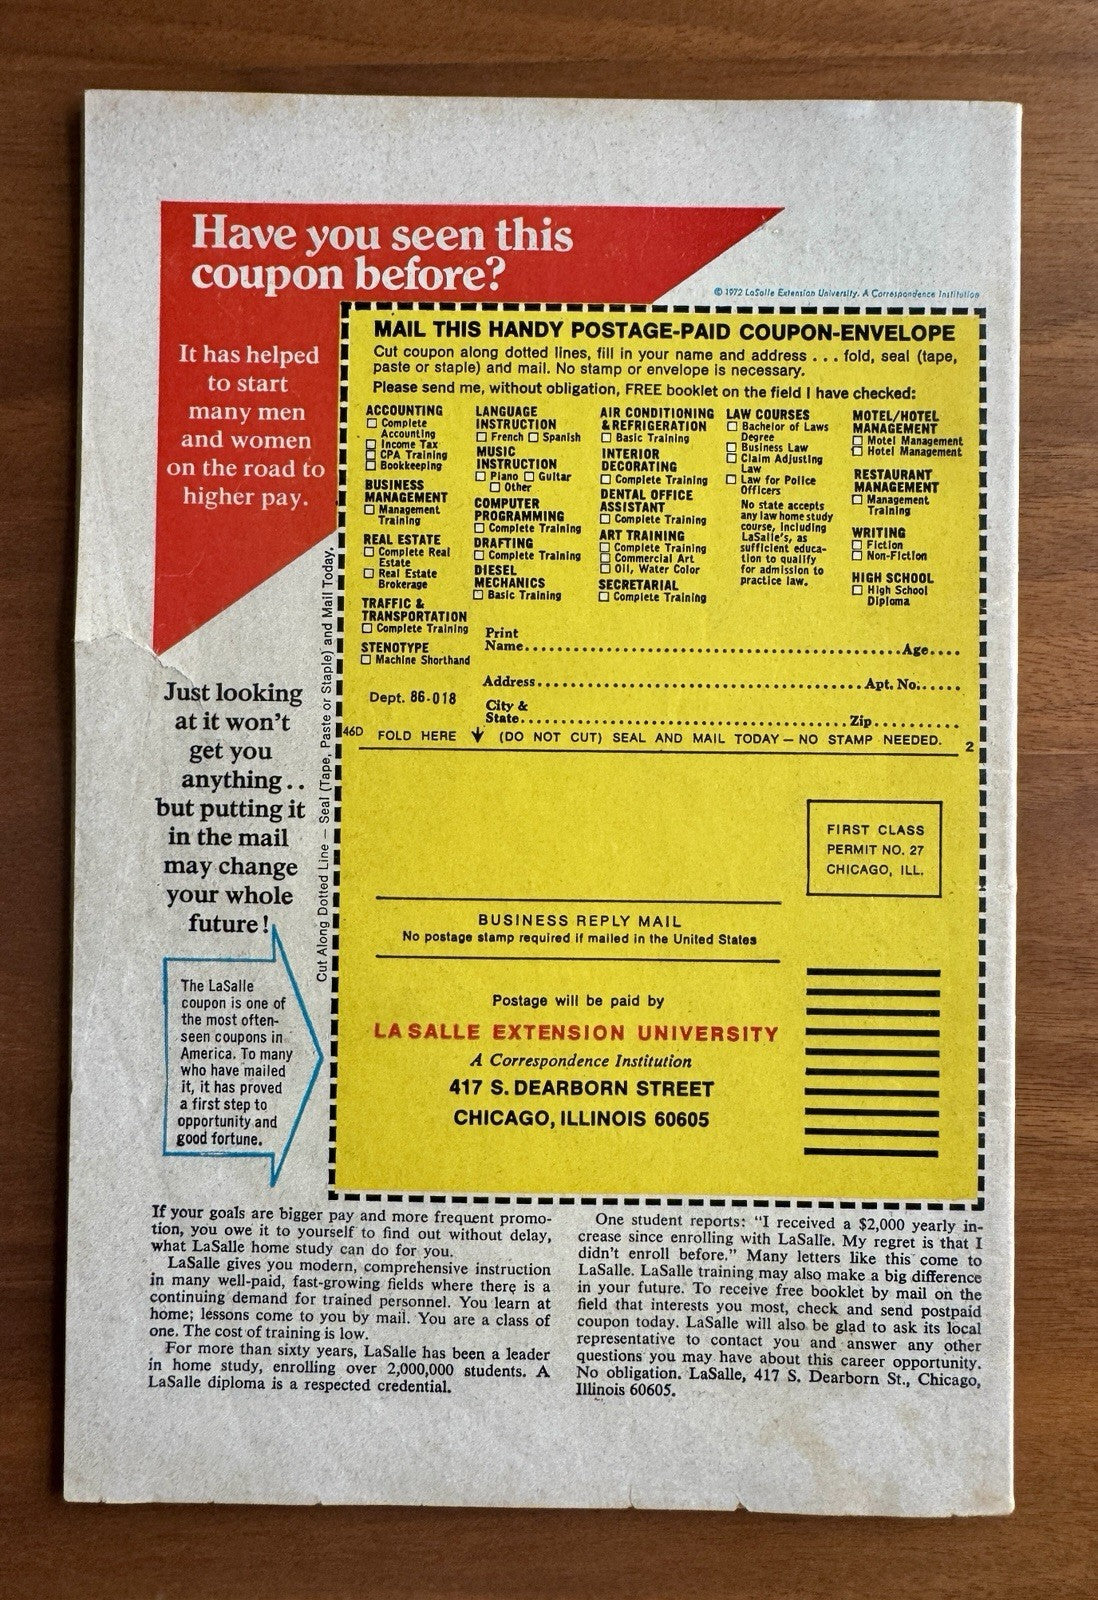 Have you seen this
coupon before?
© 1972 LaSalle Extension University. A Correspondence Institution
It has helped
to start
many men
and women
on the road to
higher pay.
Just looking
at it won't
get you
anything . .
but putting it
in the mail
may change
your whole
future!
The LaSalle
coupon is one of
the most often-
seen coupons in
America. To many
who have mailed
it, it has proved
a first step to
opportunity and
good fortune.
Cut Along Dotted Line — Seal (Tape, Paste or Staple) and Mail Today.
MAIL THIS HANDY POSTAGE-PAID COUPON-ENVELOPE
Cut coupon along dotted lines, fill in your name and address . . . fold, seal (tape,
paste or staple) and mail. No stamp or envelope is necessary.
Please send me, without obligation, FREE booklet on the field I have checked:
ACCOUNTING
Complete
Accounting
Income Tax
CPA Training
Bookkeeping
BUSINESS
MANAGEMENT
Management
Training
REAL ESTATE
Complete Real
Estate
Real Estate
Brokerage
TRAFFIC &
TRANSPORTATION
Complete Training
STENOTYPE
Machine Shorthand
LANGUAGE
INSTRUCTION
French Spanish
MUSIC
INSTRUCTION
Piano Guitar
Other
COMPUTER
PROGRAMMING
Complete Training
DRAFTING
Complete Training
DIESEL
MECHANICS
Basic Training
AIR CONDITIONING
& REFRIGERATION
Basic Training
INTERIOR
DECORATING
Complete Training
DENTAL OFFICE
ASSISTANT
Complete Training
ART TRAINING
Complete Training
Commercial Art
Oil, Water Color
SECRETARIAL
Complete Training
LAW COURSES
Bachelor of Laws
Degree
Business Law
Claim Adjusting
Law
Law for Police
Officers
No state accepts
any law home study
course, including
LaSalle's, as
sufficient educa-
tion to qualify
for admission to
practice law.
MOTEL/HOTEL
MANAGEMENT
Motel Management
Hotel Management
RESTAURANT
MANAGEMENT
Management
Training
WRITING
Fiction
Non-Fiction
HIGH SCHOOL
High School
Diploma
Print
Name Age
Address Apt. No.
Dept. 86-018
City &
State Zip
46D FOLD HERE (DO NOT CUT) SEAL AND MAIL TODAY — NO STAMP NEEDED. 2
FIRST CLASS
PERMIT NO. 27
CHICAGO, ILL.
BUSINESS REPLY MAIL
No postage stamp required if mailed in the United States
Postage will be paid by
LA SALLE EXTENSION UNIVERSITY
A Correspondence Institution
417 S. DEARBORN STREET
CHICAGO, ILLINOIS 60605
If your goals are bigger pay and more frequent promo-
tion, you owe it to yourself to find out without delay,
what LaSalle home study can do for you.
LaSalle gives you modern, comprehensive instruction
in many well-paid, fast-growing fields where there is a
continuing demand for trained personnel. You learn at
home; lessons come to you by mail. You are a class of
one. The cost of training is low.
For more than sixty years, LaSalle has been a leader
in home study, enrolling over 2,000,000 students. A
LaSalle diploma is a respected credential.
One student reports: "I received a $2,000 yearly in-
crease since enrolling with LaSalle. My regret is that I
didn't enroll before." Many letters like this come to
LaSalle. LaSalle training may also make a big difference
in your future. To receive free booklet by mail on the
field that interests you most, check and send postpaid
coupon today. LaSalle will also be glad to ask its local
representative to contact you and answer any other
questions you may have about this career opportunity.
No obligation. LaSalle, 417 S. Dearborn St., Chicago,
Illinois 60605.